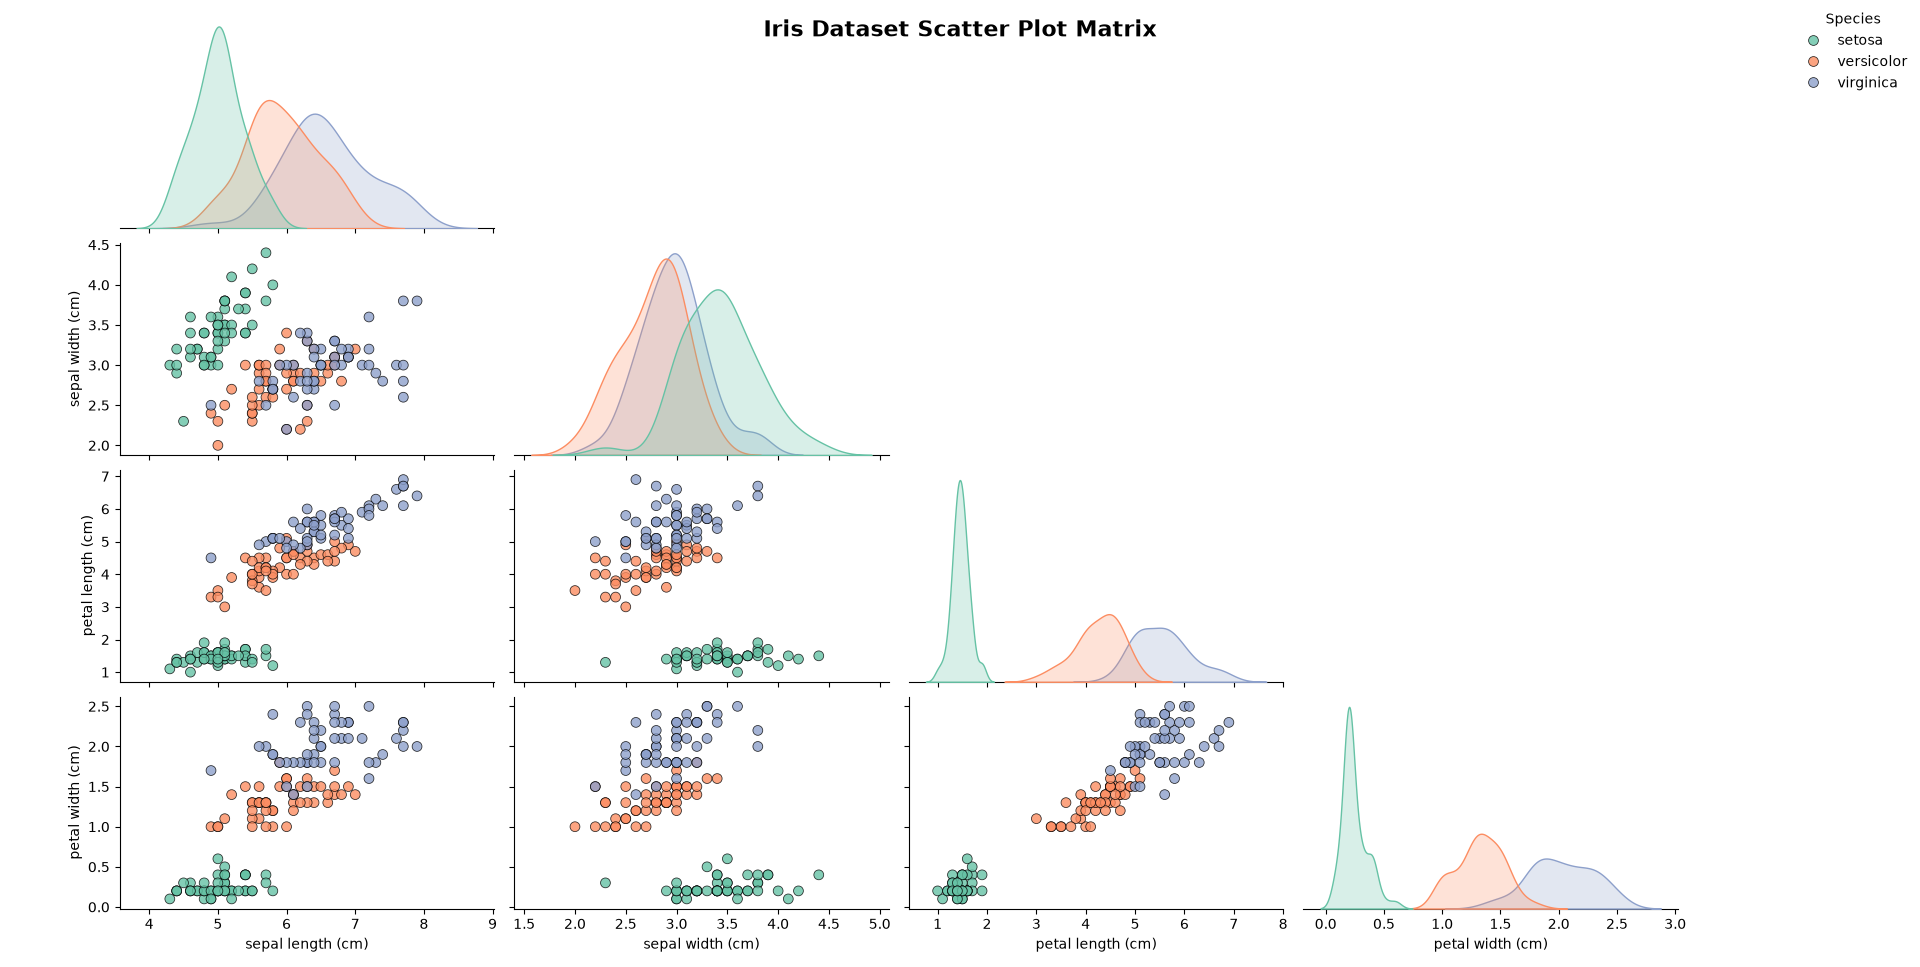 Iris Dataset Scatter Plot Matrix
Species
setosa
versicolor
virginica
4.5
4.0
3.5
3.0
2.5
2.0
sepal width (cm)
7
6
5
4
3
2
1
petal length (cm)
2.5
2.0
1.5
1.0
0.5
0.0
petal width (cm)
4 5 6 7 8 9
sepal length (cm)
1.5 2.0 2.5 3.0 3.5 4.0 4.5 5.0
sepal width (cm)
1 2 3 4 5 6 7 8
petal length (cm)
0.0 0.5 1.0 1.5 2.0 2.5 3.0
petal width (cm)